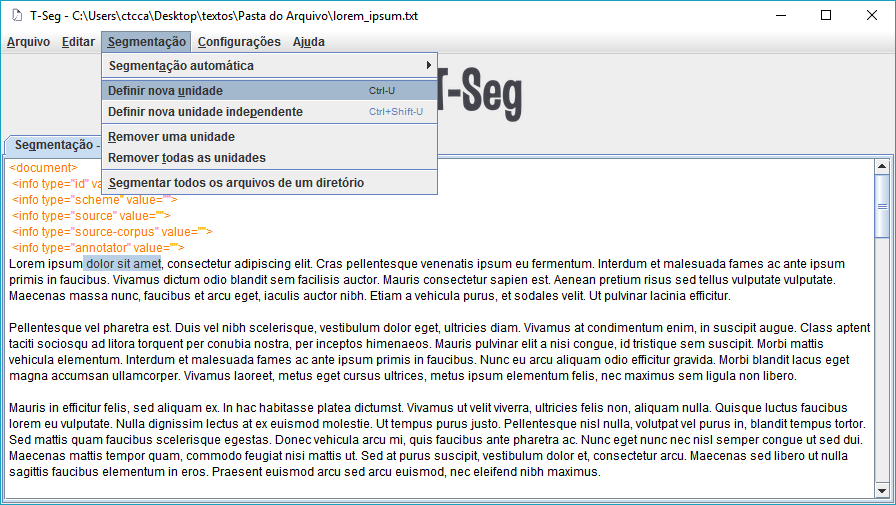 T-Seg - C:\Users\ctcca\Desktop\textos\Pasta do Arquivo\lorem_ipsum.txt
Arquivo Editar Segmentação Configurações Ajuda
Segmentação automática
Definir nova unidade Ctrl-U
Definir nova unidade independente Ctrl+Shift-U
Remover uma unidade
Remover todas as unidades
Segmentar todos os arquivos de um diretório
T-Seg
Segmentação -
<document>
<info type="id" va
<info type="scheme" value="">
<info type="source" value="">
<info type="source-corpus" value="">
<info type="annotator" value="">
Lorem ipsum dolor sit amet, consectetur adipiscing elit. Cras pellentesque venenatis ipsum eu fermentum. Interdum et malesuada fames ac ante ipsum
primis in faucibus. Vivamus dictum odio blandit sem facilisis auctor. Mauris consectetur sapien est. Aenean pretium risus sed tellus vulputate vulputate.
Maecenas massa nunc, faucibus et arcu eget, iaculis auctor nibh. Etiam a vehicula purus, et sodales velit. Ut pulvinar lacinia efficitur.
Pellentesque vel pharetra est. Duis vel nibh scelerisque, vestibulum dolor eget, ultricies diam. Vivamus at condimentum enim, in suscipit augue. Class aptent
taciti sociosqu ad litora torquent per conubia nostra, per inceptos himenaeos. Mauris pulvinar elit a nisi congue, id tristique sem suscipit. Morbi mattis
vehicula elementum. Interdum et malesuada fames ac ante ipsum primis in faucibus. Nunc eu arcu aliquam odio efficitur gravida. Morbi blandit lacus eget
magna accumsan ullamcorper. Vivamus laoreet, metus eget cursus ultrices, metus ipsum elementum felis, nec maximus sem ligula non libero.
Mauris in efficitur felis, sed aliquam ex. In hac habitasse platea dictumst. Vivamus ut velit viverra, ultricies felis non, aliquam nulla. Quisque luctus faucibus
lorem eu vulputate. Nulla dignissim lectus at ex euismod molestie. Ut tempus purus justo. Pellentesque nisl nulla, volutpat vel purus in, blandit tempus tortor.
Sed mattis quam faucibus scelerisque egestas. Donec vehicula arcu mi, quis faucibus ante pharetra ac. Nunc eget nunc nec nisl semper congue ut sed dui.
Maecenas mattis tempor quam, commodo feugiat nisi mattis ut. Sed at purus suscipit, vestibulum dolor et, consectetur arcu. Maecenas sed libero ut nulla
sagittis faucibus elementum in eros. Praesent euismod arcu sed arcu euismod, nec eleifend nibh maximus.